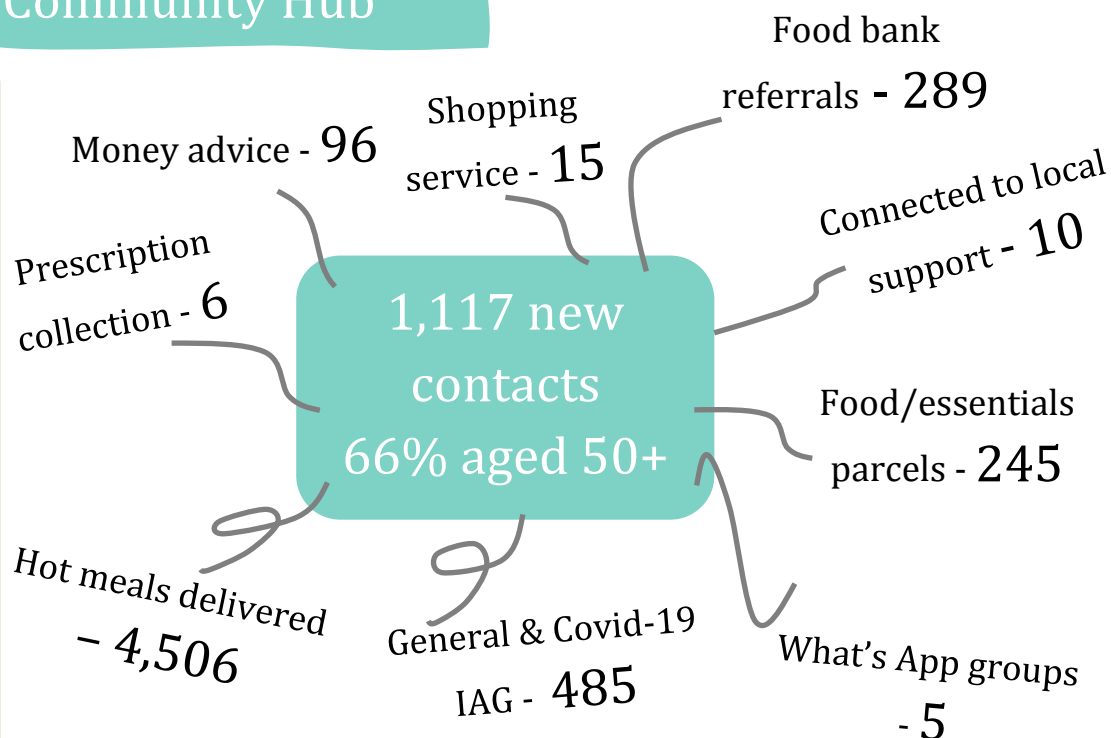 Community Hub
Food bank
referrals - 289
Shopping
service - 15
Money advice - 96
Connected to local
support - 10
Prescription
collection - 6
1,117 new
contacts
66% aged 50+
Food/essentials
parcels - 245
Hot meals delivered
– 4,506
General & Covid-19
IAG - 485
What’s App groups
- 5